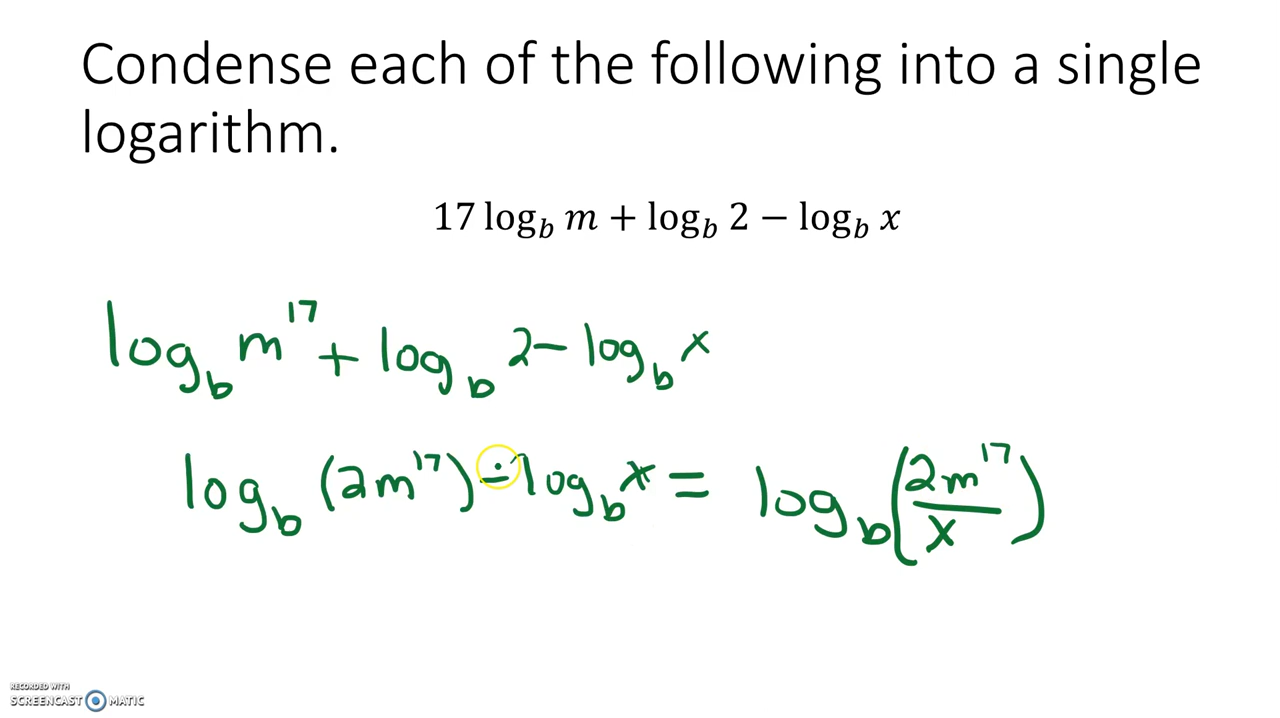 Condense each of the following into a single
logarithm.
17 log_b m + log_b 2 − log_b x
log_b m^17 + log_b 2 − log_b x
log_b (2m^17) − log_b x = log_b (2m^17/x)
RECORDED WITH
SCREENCAST MATIC